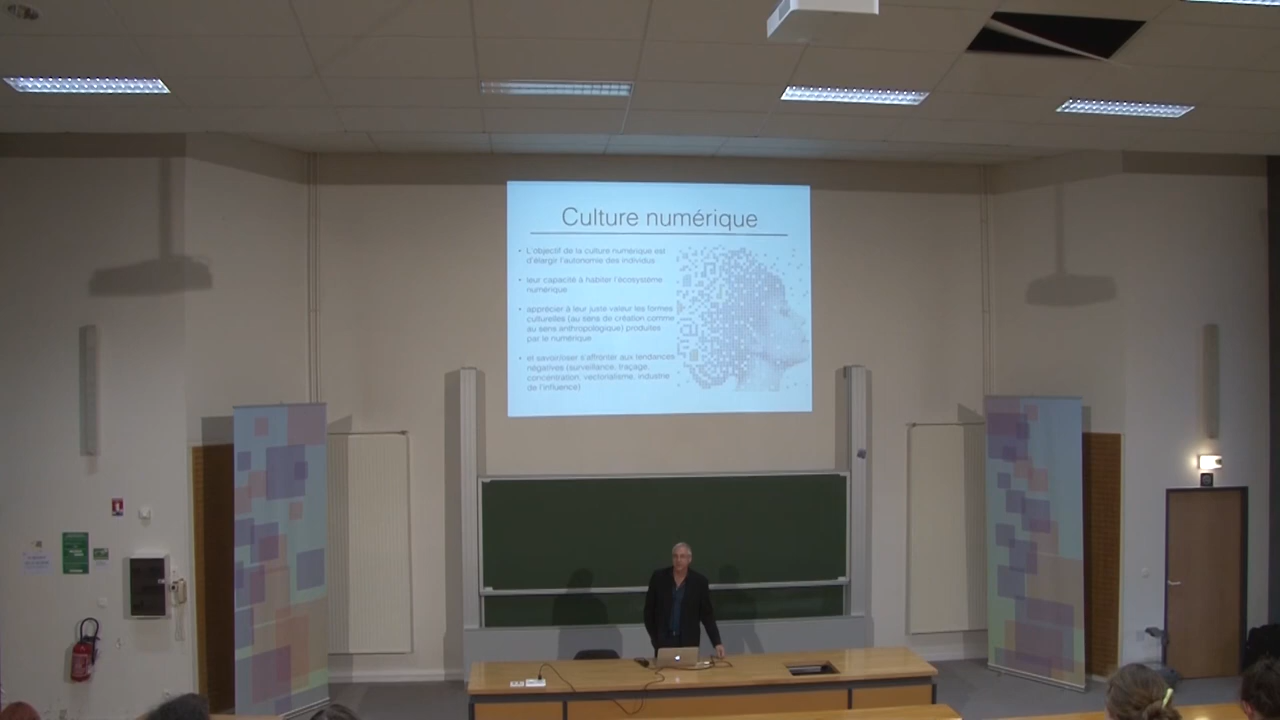 Culture numérique
• L'objectif de la culture numérique est
d'élargir l'autonomie des individus
• leur capacité à habiter l'écosystème
numérique
• apprécier à leur juste valeur les formes
culturelles (au sens de création comme
au sens anthropologique) produites
par le numérique
• et savoir/oser s'affronter aux tendances
négatives (surveillance, traçage,
concentration, vectorialisme, industrie
de l'influence)